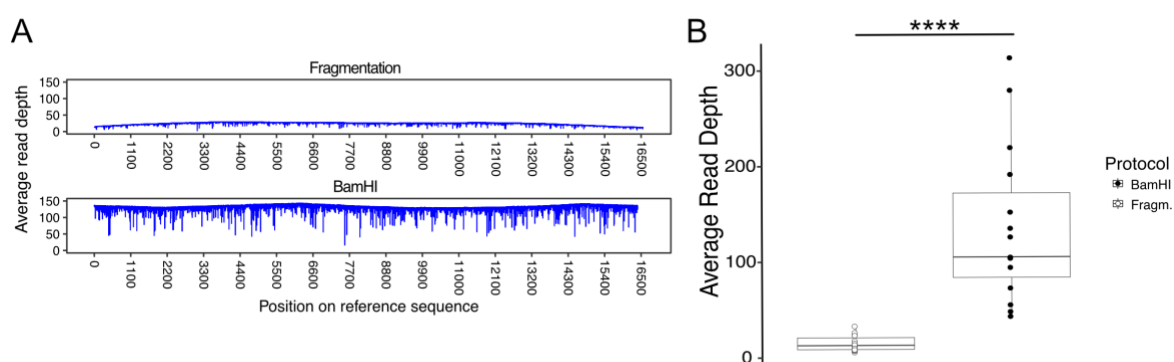 A
Average read depth
Fragmentation
150
100
50
0
0 1100 2200 3300 4400 5500 6600 7700 8800 9900 11000 12100 13200 14300 15400 16500
BamHI
150
100
50
0
0 1100 2200 3300 4400 5500 6600 7700 8800 9900 11000 12100 13200 14300 15400 16500
Position on reference sequence
B
****
Average Read Depth
300
200
100
0
Protocol
BamHI
Fragm.